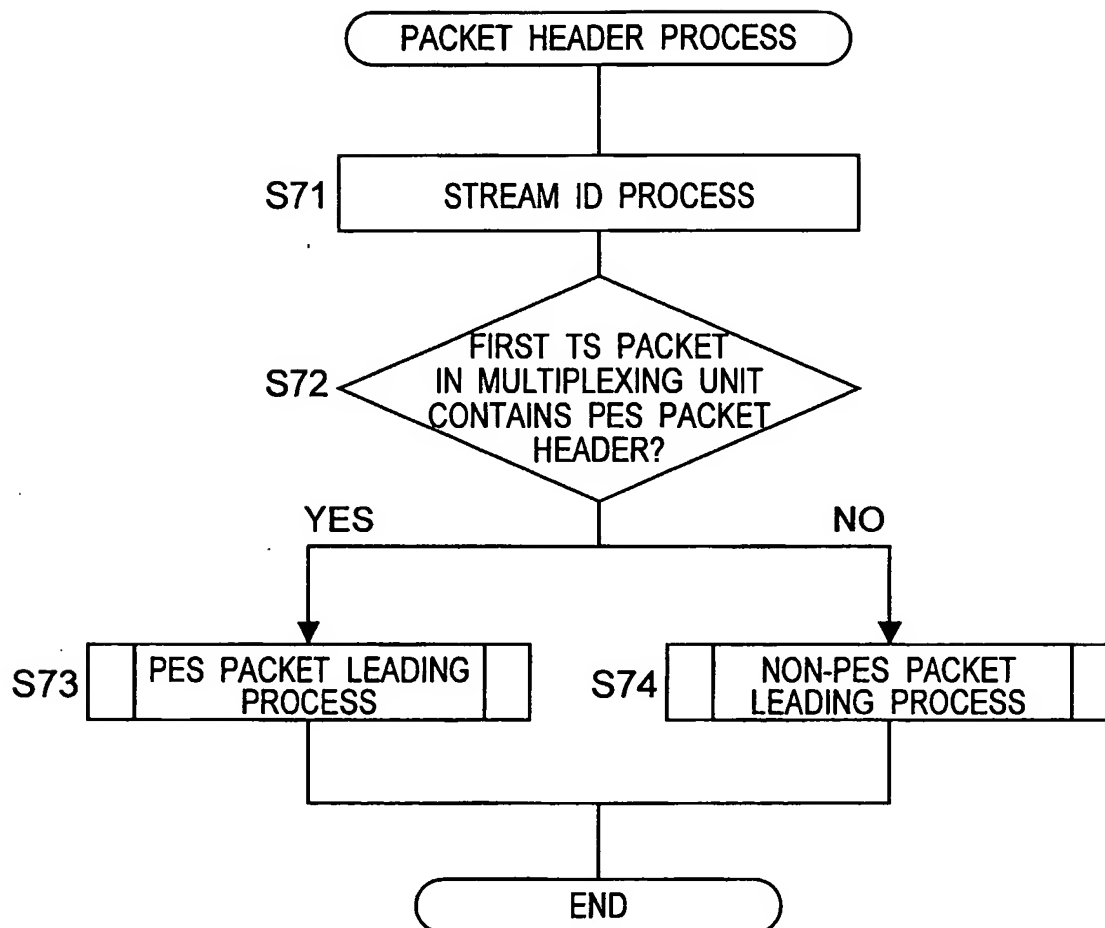 PACKET HEADER PROCESS
S71
STREAM ID PROCESS
S72
FIRST TS PACKET
IN MULTIPLEXING UNIT
CONTAINS PES PACKET
HEADER?
YES
NO
S73
PES PACKET LEADING
PROCESS
S74
NON-PES PACKET
LEADING PROCESS
END